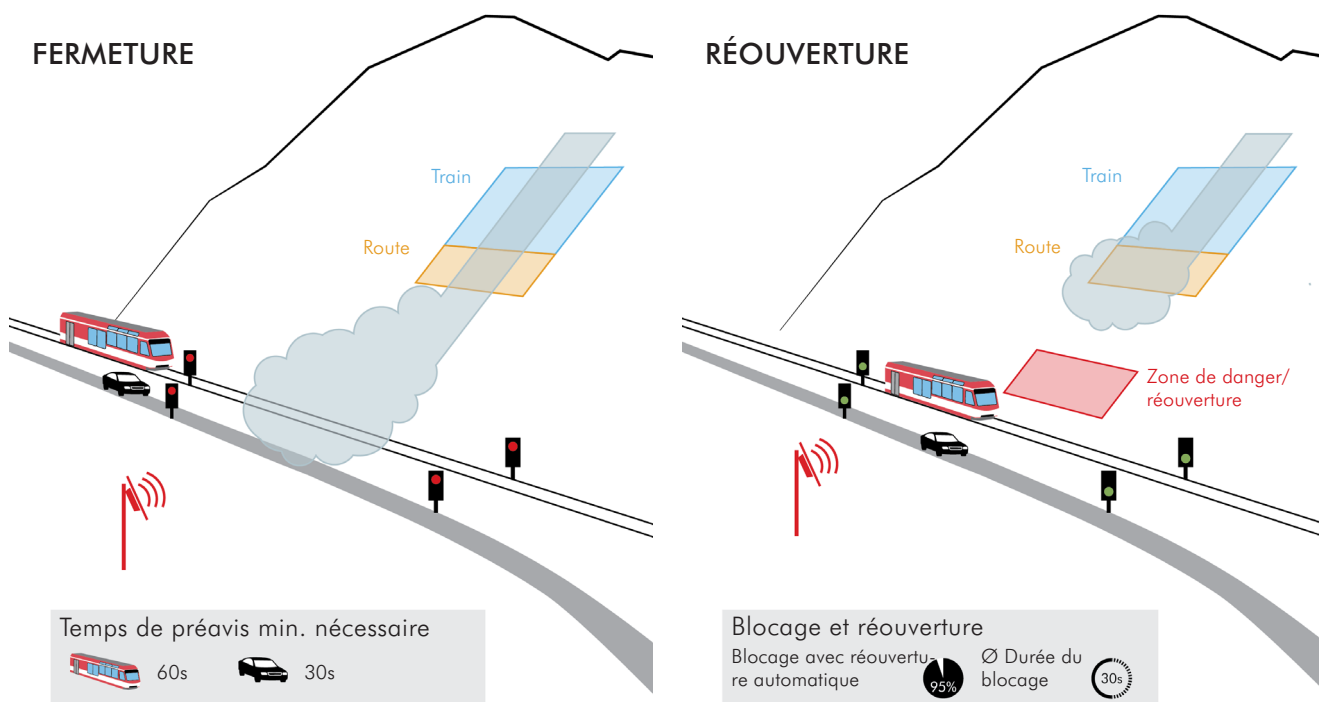 FERMETURE
Train
Route
Temps de préavis min. nécessaire
60s
30s
RÉOUVERTURE
Train
Route
Zone de danger/
réouverture
Blocage et réouverture
Blocage avec réouvertu-
re automatique
95%
Ø Durée du
blocage
30s